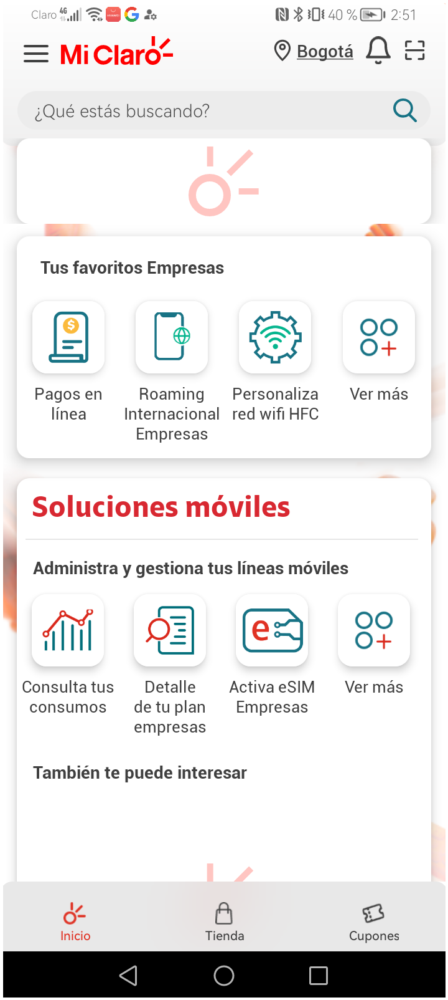 Claro 4G 40 % 2:51
Mi Claro Bogotá
¿Qué estás buscando?
Tus favoritos Empresas
Pagos en línea
Roaming Internacional Empresas
Personaliza red wifi HFC
Ver más
Soluciones móviles
Administra y gestiona tus líneas móviles
Consulta tus consumos
Detalle de tu plan empresas
Activa eSIM Empresas
Ver más
También te puede interesar
Inicio Tienda Cupones